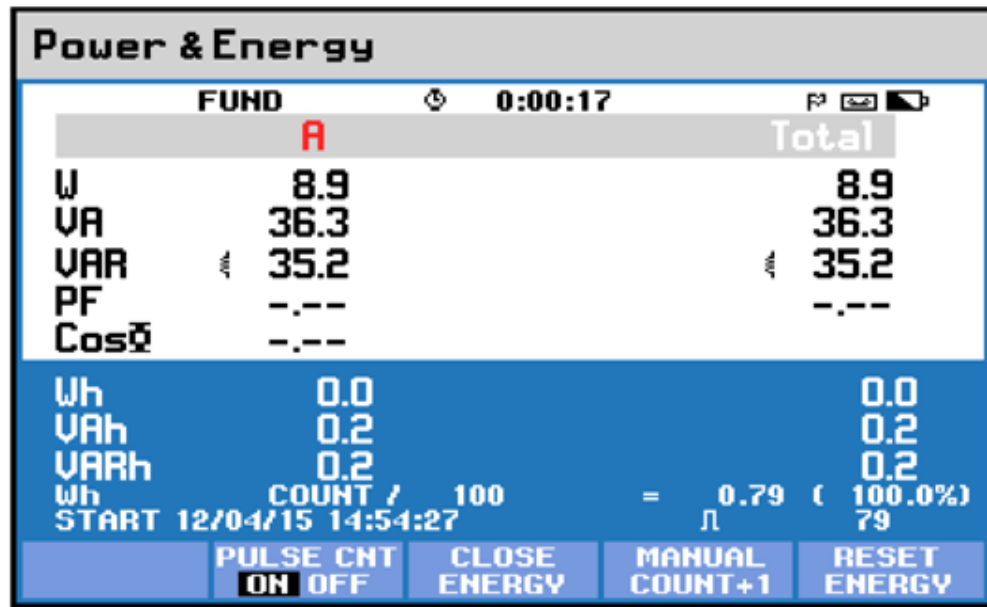 Power & Energy
FUND 0:00:17
A Total
W 8.9 8.9
VA 36.3 36.3
VAR 35.2 35.2
PF -.-- -.--
CosΦ -.--
Wh 0.0 0.0
VAh 0.2 0.2
VARh 0.2 0.2
Wh COUNT / 100 = 0.79 ( 100.0%)
START 12/04/15 14:54:27 79
PULSE CNT CLOSE MANUAL RESET
ON OFF ENERGY COUNT+1 ENERGY